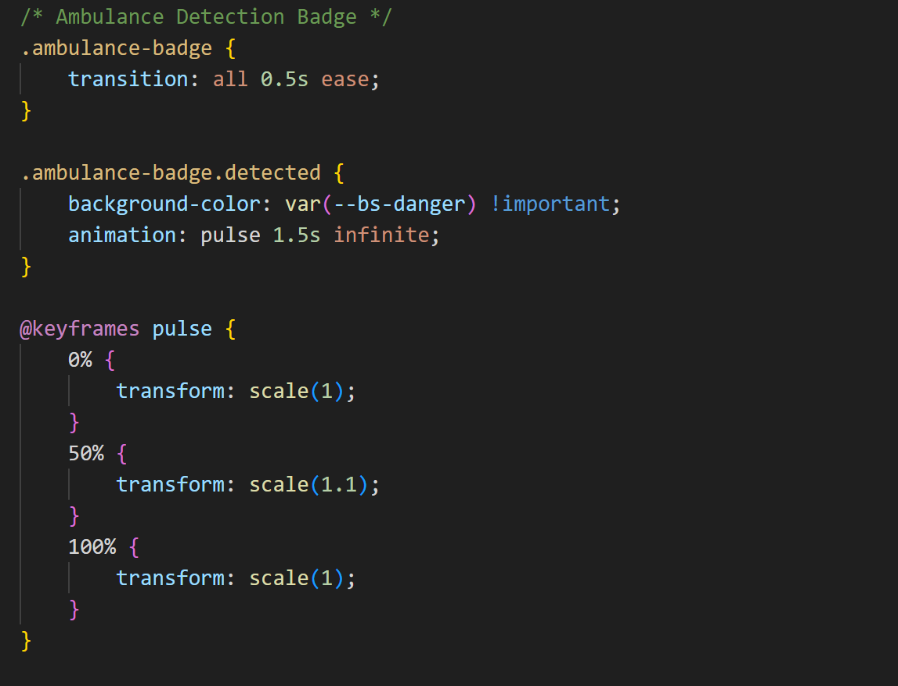 /* Ambulance Detection Badge */
.ambulance-badge {
    transition: all 0.5s ease;
}

.ambulance-badge.detected {
    background-color: var(--bs-danger) !important;
    animation: pulse 1.5s infinite;
}

@keyframes pulse {
    0% {
        transform: scale(1);
    }
    50% {
        transform: scale(1.1);
    }
    100% {
        transform: scale(1);
    }
}